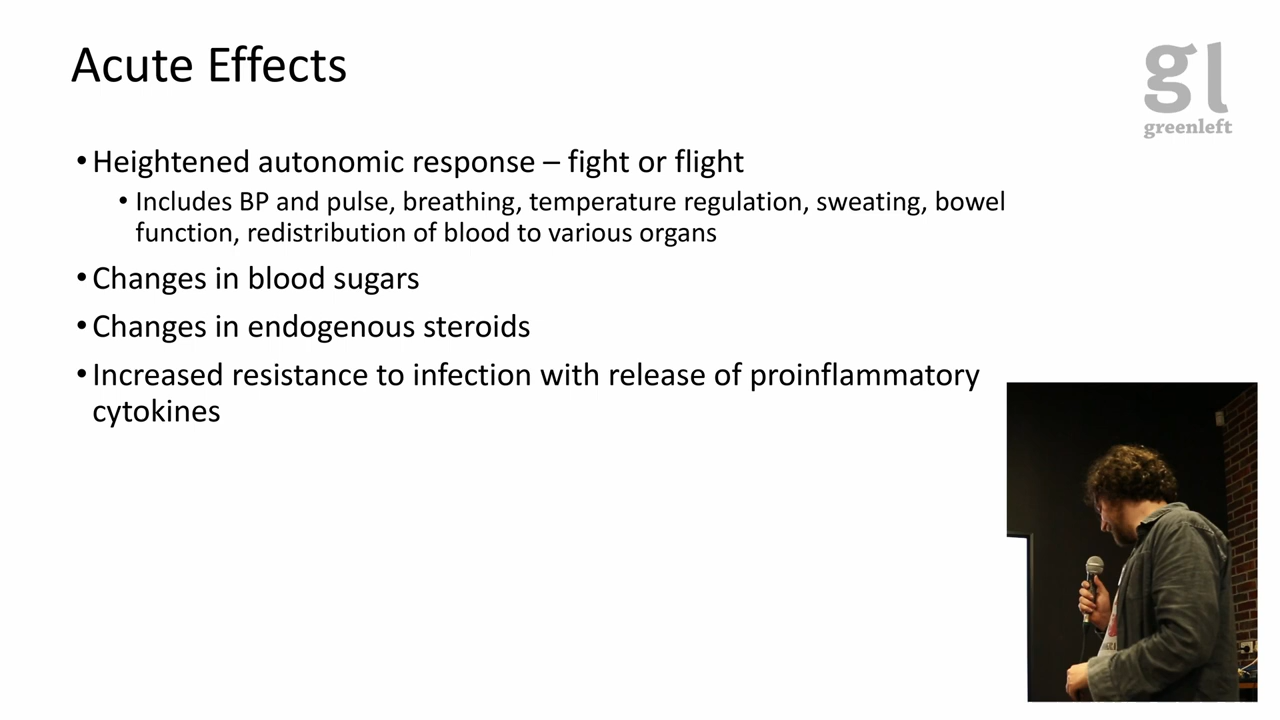 Acute Effects
gl
greenleft
• Heightened autonomic response – fight or flight
• Includes BP and pulse, breathing, temperature regulation, sweating, bowel
function, redistribution of blood to various organs
• Changes in blood sugars
• Changes in endogenous steroids
• Increased resistance to infection with release of proinflammatory
cytokines